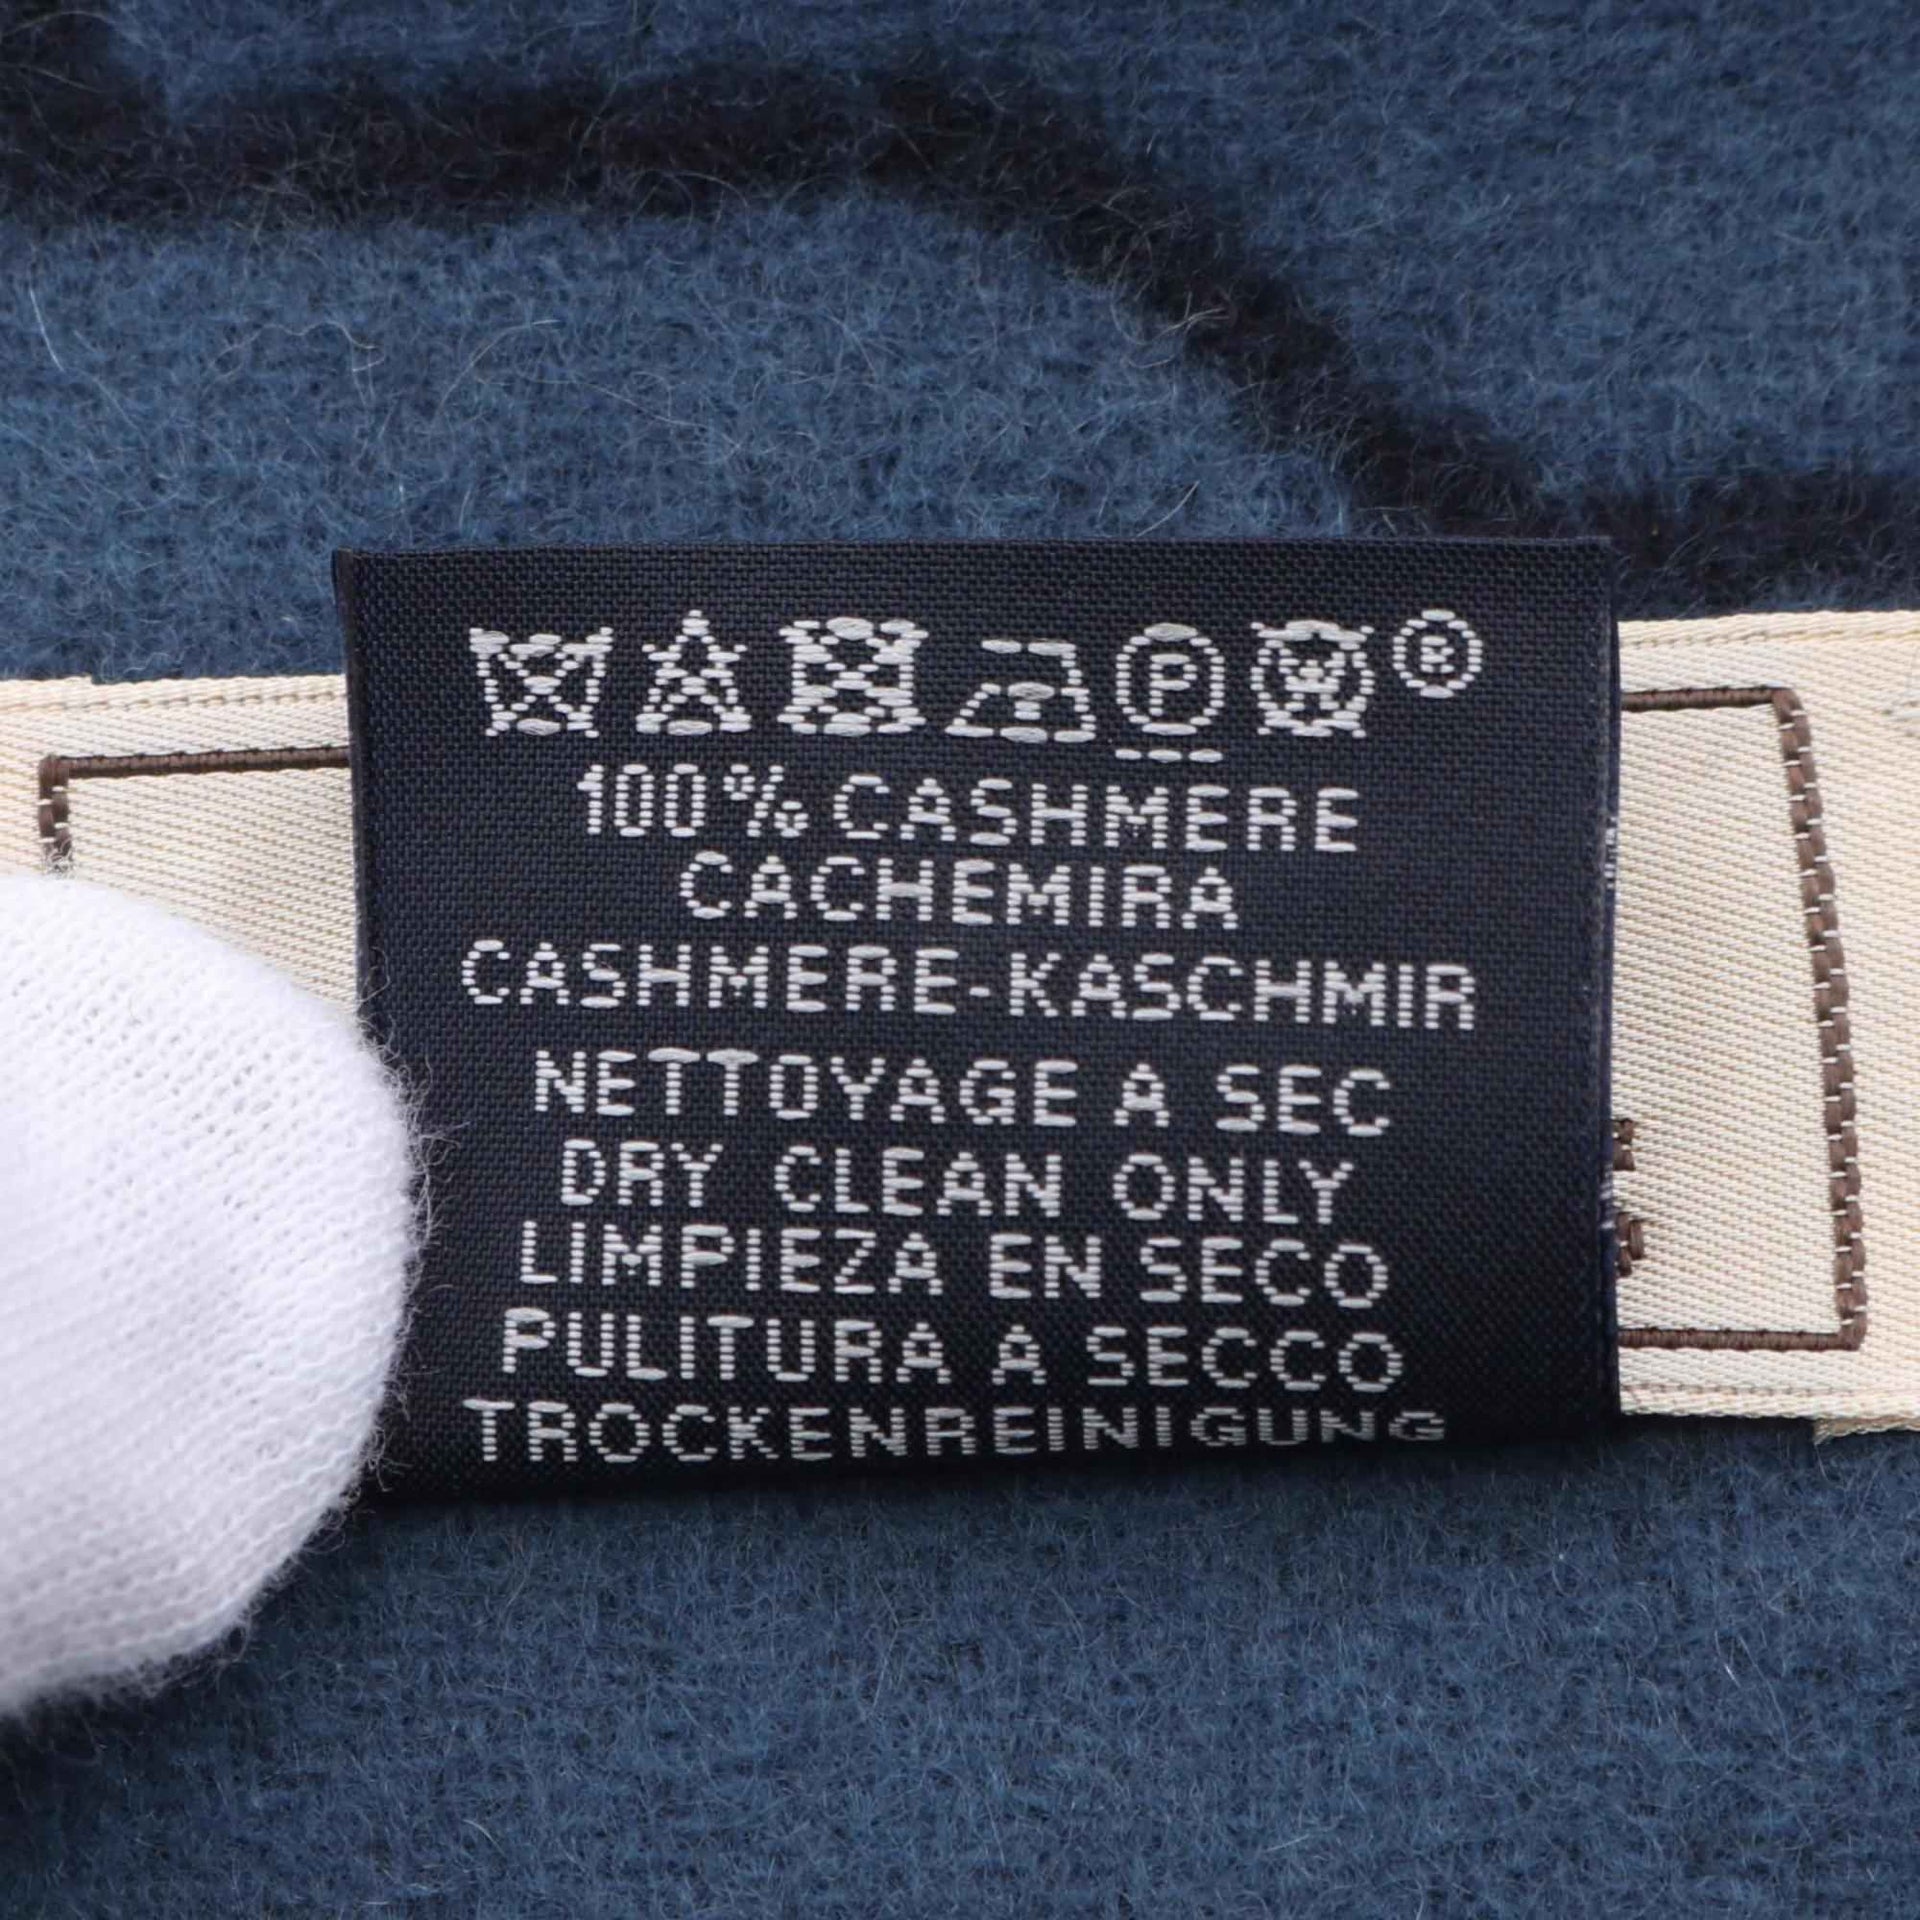 P W ®
100% CASHMERE
CACHEMIRA
CASHMERE-KASCHMIR
NETTOYAGE A SEC
DRY CLEAN ONLY
LIMPIEZA EN SECO
PULITURA A SECCO
TROCKENREINIGUNG